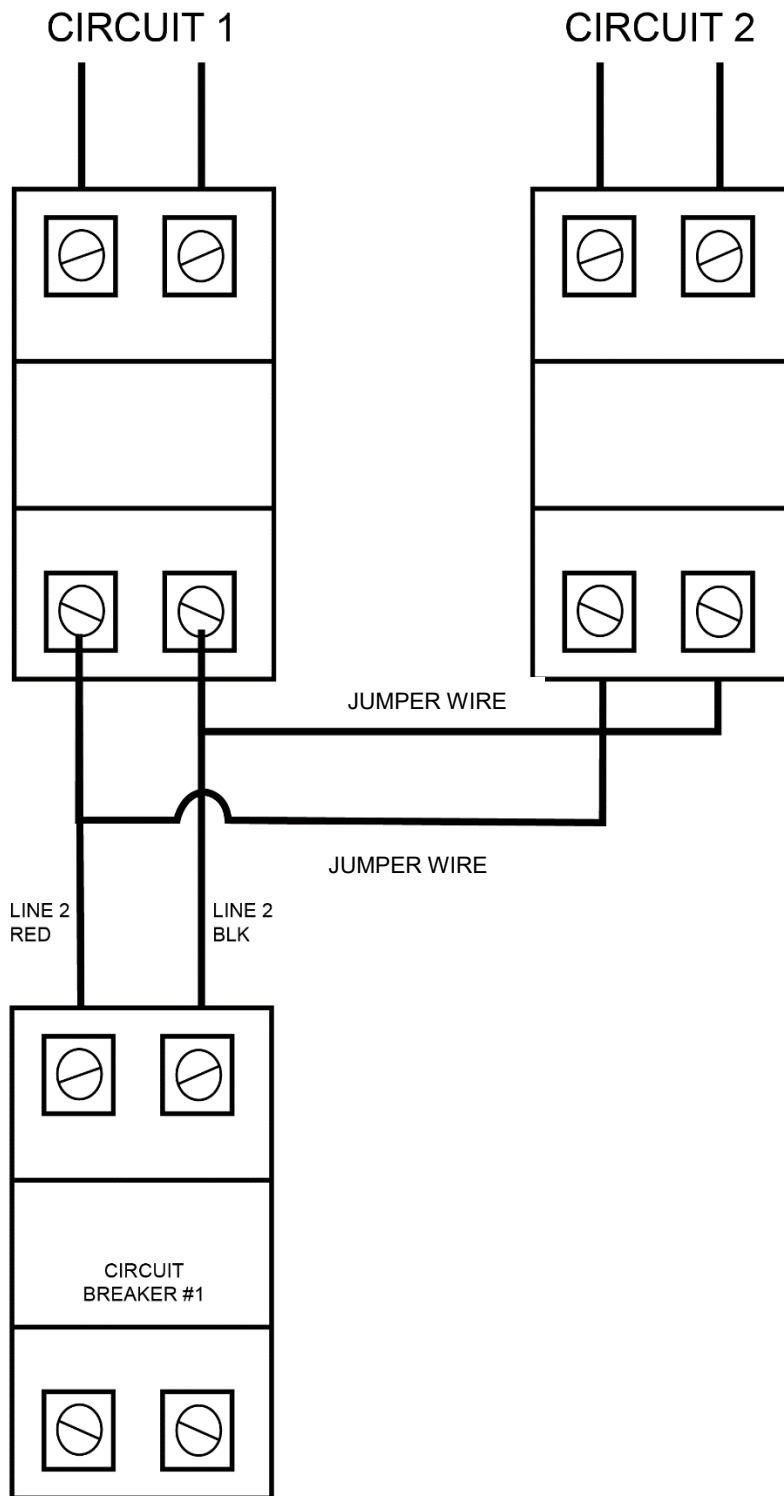 CIRCUIT 1
CIRCUIT 2
JUMPER WIRE
JUMPER WIRE
LINE 2
RED
LINE 2
BLK
CIRCUIT
BREAKER #1